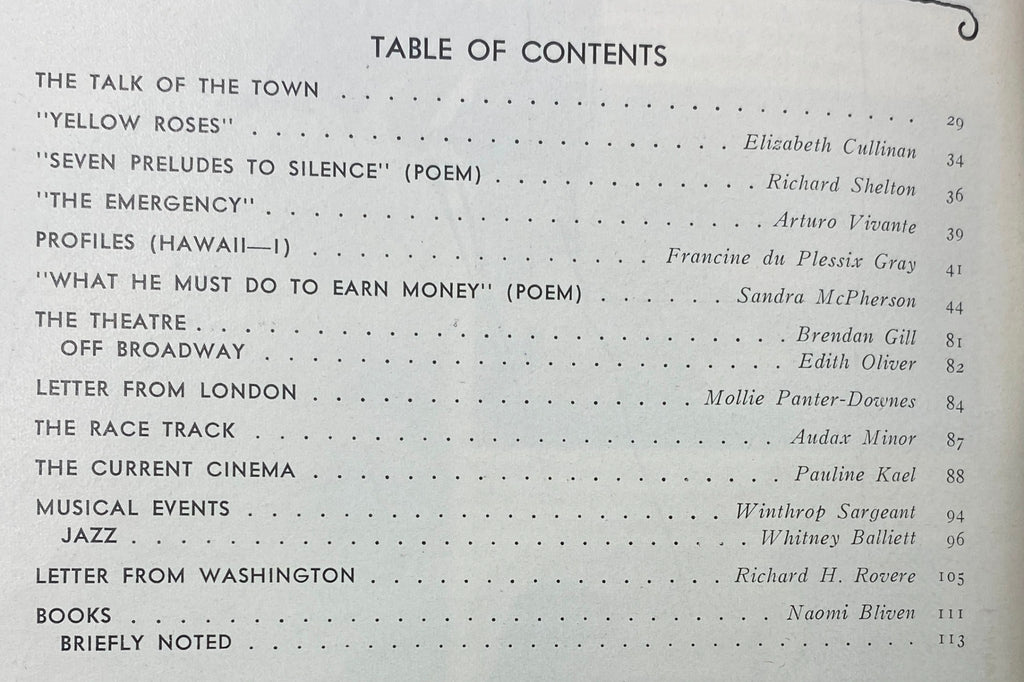 TABLE OF CONTENTS
THE TALK OF THE TOWN . . . . . . . . . . . . . . . . . . . . . . 29
"YELLOW ROSES" . . . . . . . . . . . . . . . . . . . . Elizabeth Cullinan 34
"SEVEN PRELUDES TO SILENCE" (POEM) . . . . . . . . . . . Richard Shelton 36
"THE EMERGENCY" . . . . . . . . . . . . . . . . . . . . Arturo Vivante 39
PROFILES (HAWAII—I) . . . . . . . . . . . . . . Francine du Plessix Gray 41
"WHAT HE MUST DO TO EARN MONEY" (POEM) . . . . . . Sandra McPherson 44
THE THEATRE . . . . . . . . . . . . . . . . . . . . . . . Brendan Gill 81
OFF BROADWAY . . . . . . . . . . . . . . . . . . . . Edith Oliver 82
LETTER FROM LONDON . . . . . . . . . . . . . . . Mollie Panter-Downes 84
THE RACE TRACK . . . . . . . . . . . . . . . . . . . . Audax Minor 87
THE CURRENT CINEMA . . . . . . . . . . . . . . . . . . Pauline Kael 88
MUSICAL EVENTS . . . . . . . . . . . . . . . . . . Winthrop Sargeant 94
JAZZ . . . . . . . . . . . . . . . . . . . . . . . . Whitney Balliett 96
LETTER FROM WASHINGTON . . . . . . . . . . . . . . Richard H. Rovere 105
BOOKS . . . . . . . . . . . . . . . . . . . . . . . . . Naomi Bliven 111
BRIEFLY NOTED . . . . . . . . . . . . . . . . . . . . . . . . . 113